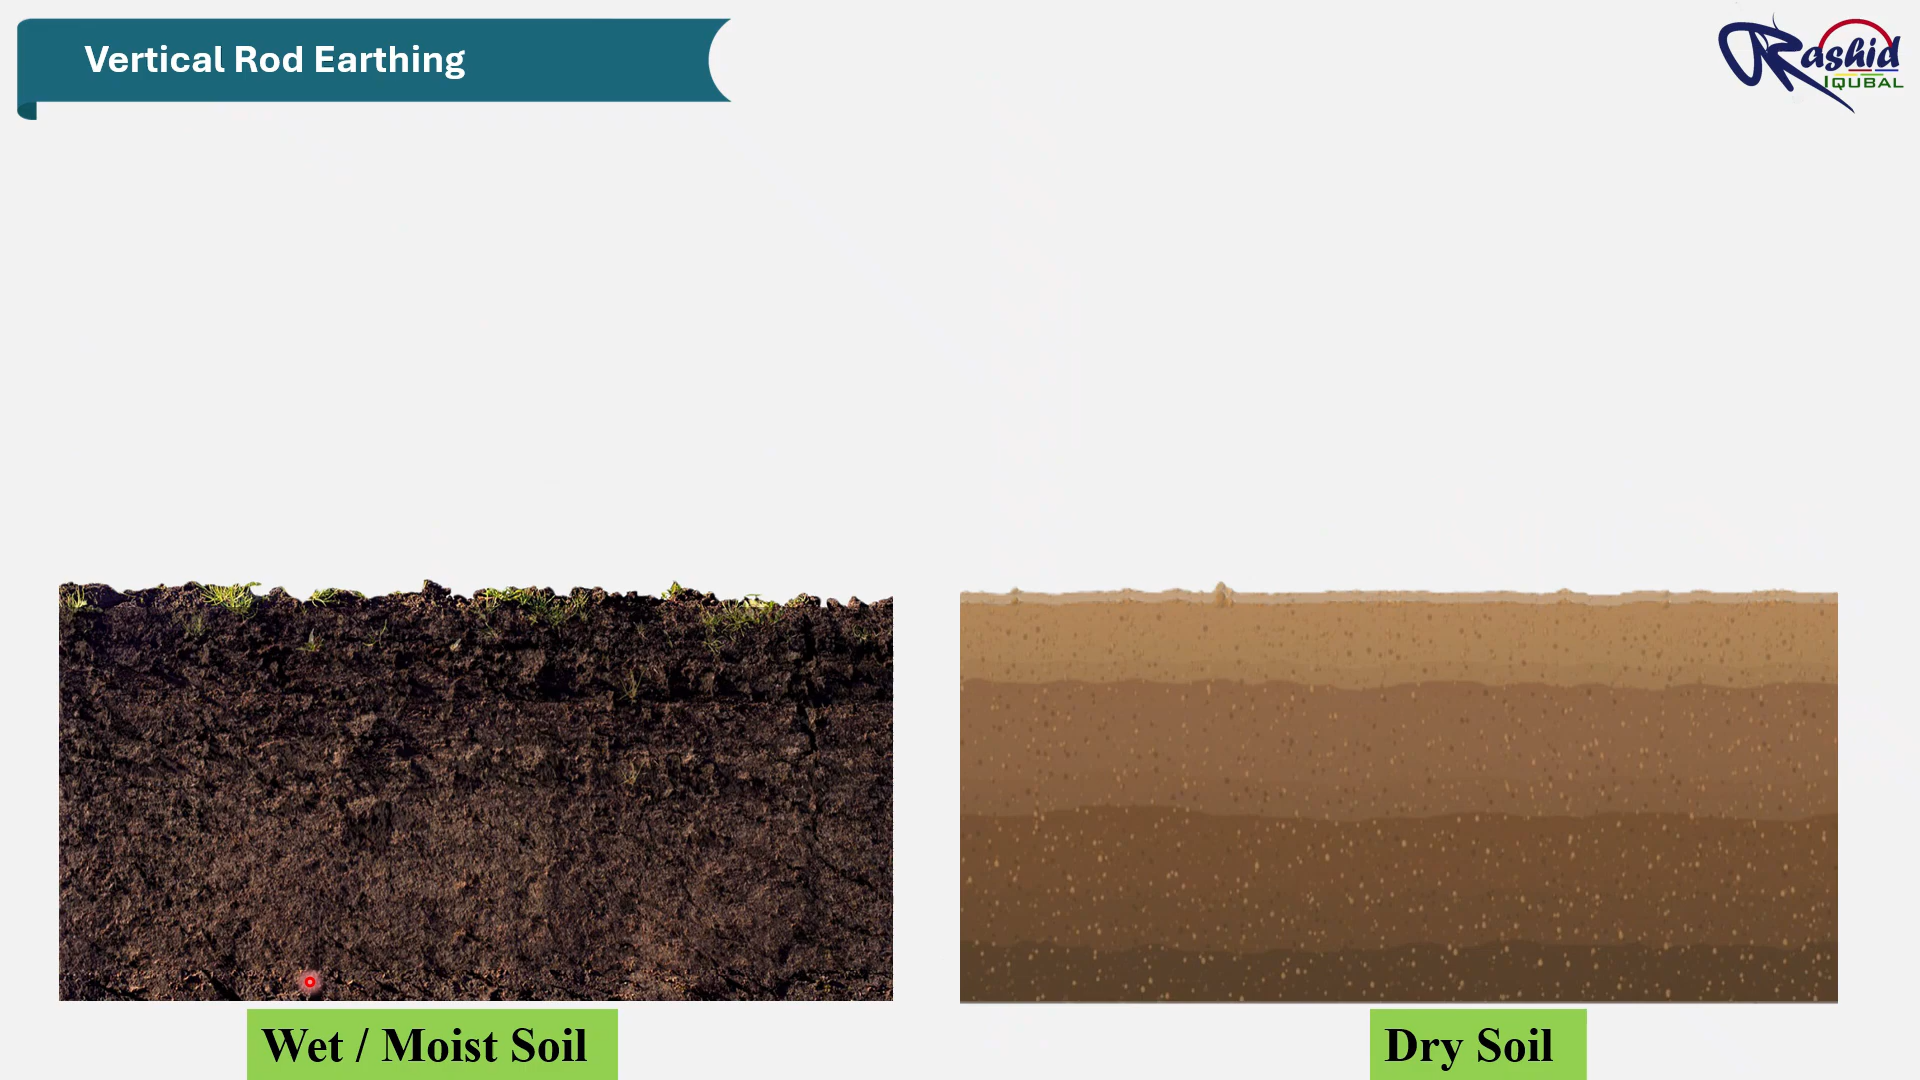 Vertical Rod Earthing
Rashid
IQUBAL
Wet / Moist Soil
Dry Soil